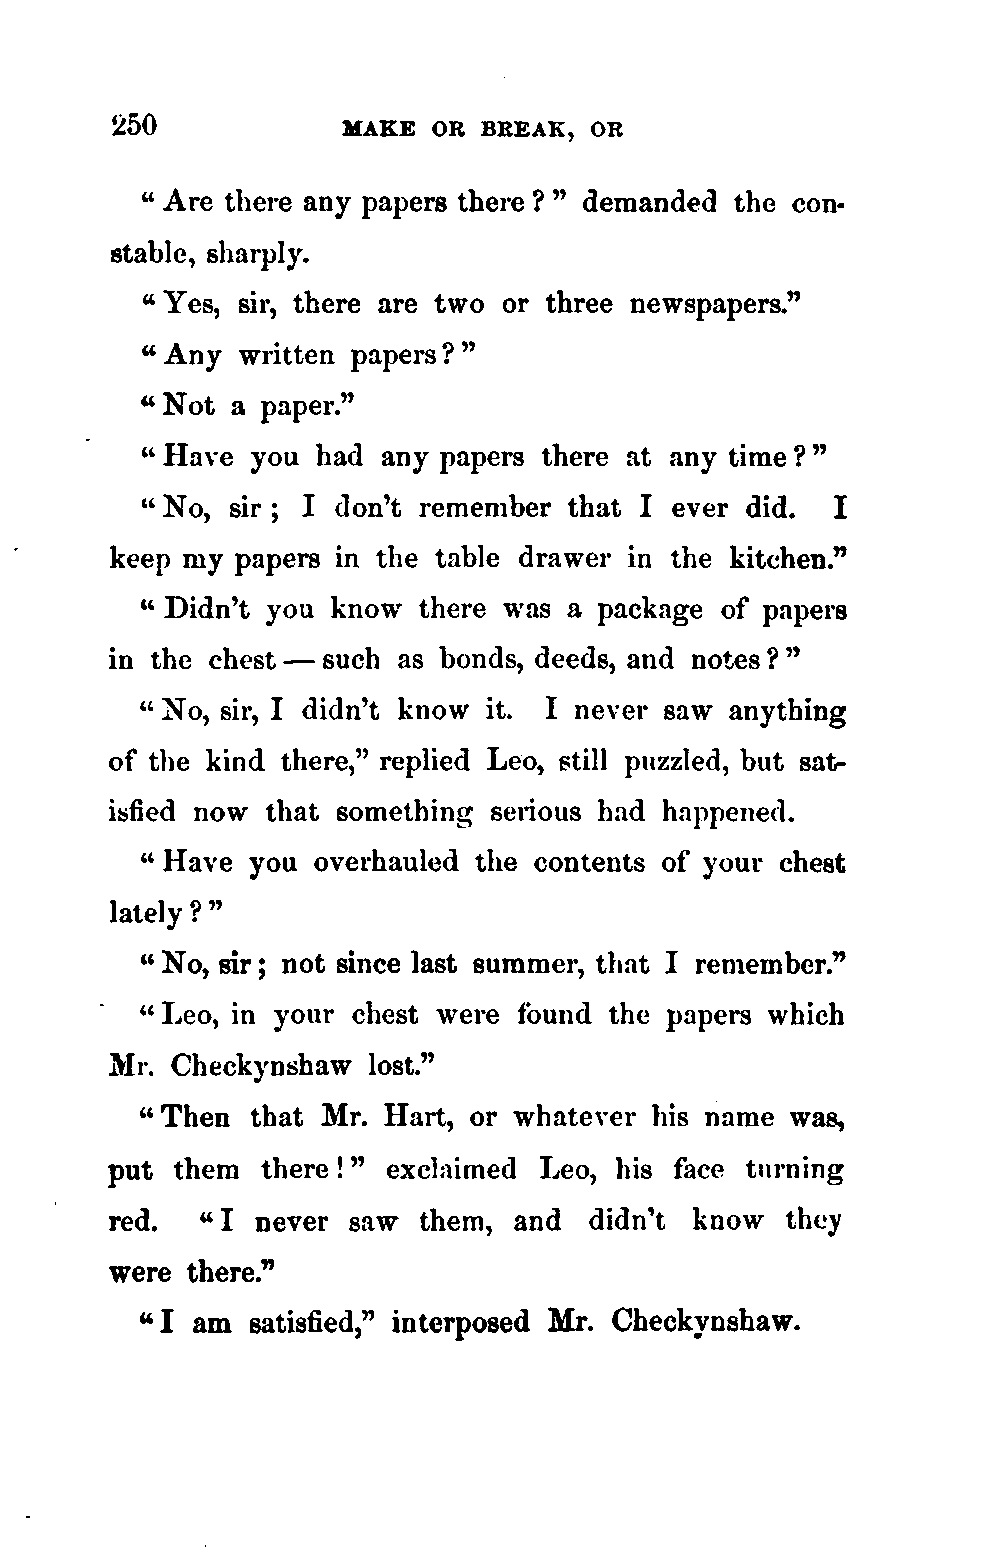 250 MAKE OR BREAK, OR
“Are there any papers there?” demanded the con-
stable, sharply.
“Yes, sir, there are two or three newspapers.”
“Any written papers?”
“Not a paper.”
“Have you had any papers there at any time?”
“No, sir; I don’t remember that I ever did. I
keep my papers in the table drawer in the kitchen.”
“Didn’t you know there was a package of papers
in the chest — such as bonds, deeds, and notes?”
“No, sir, I didn’t know it. I never saw anything
of the kind there,” replied Leo, still puzzled, but sat-
isfied now that something serious had happened.
“Have you overhauled the contents of your chest
lately?”
“No, sir; not since last summer, that I remember.”
“Leo, in your chest were found the papers which
Mr. Checkynshaw lost.”
“Then that Mr. Hart, or whatever his name was,
put them there!” exclaimed Leo, his face turning
red. “I never saw them, and didn’t know they
were there.”
“I am satisfied,” interposed Mr. Checkynshaw.